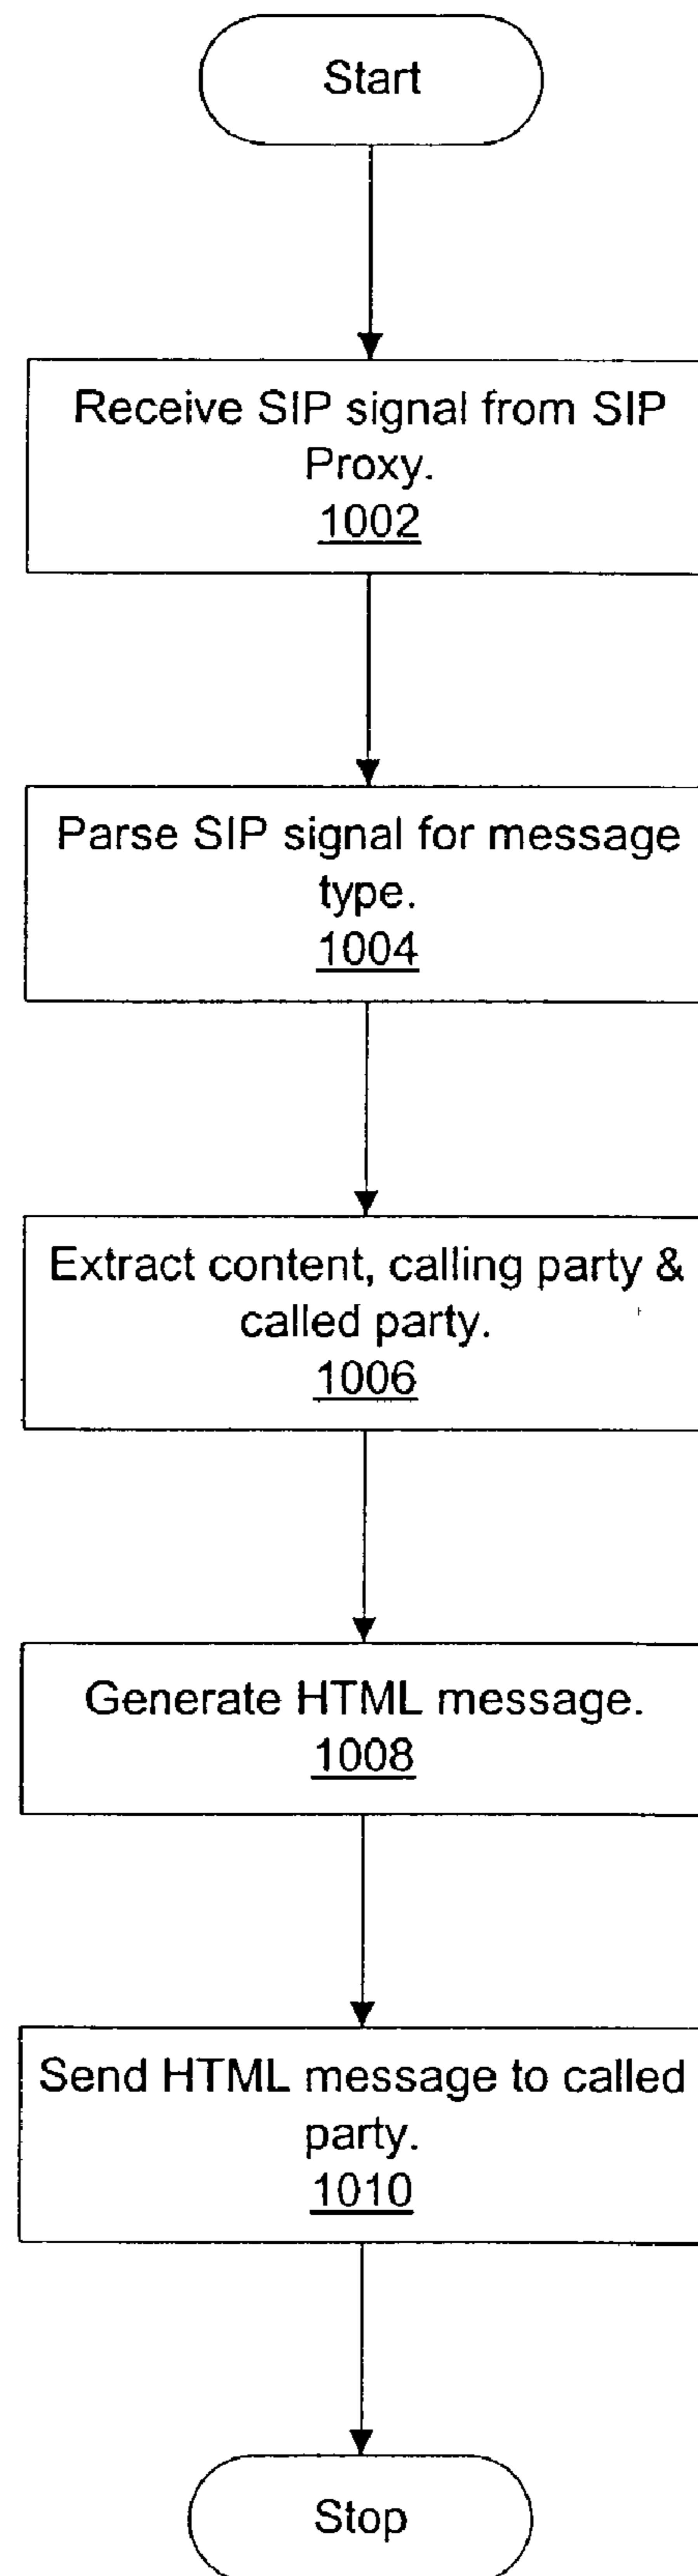 Start
Receive SIP signal from SIP
Proxy.
1002
Parse SIP signal for message
type.
1004
Extract content, calling party &
called party.
1006
Generate HTML message.
1008
Send HTML message to called
party.
1010
Stop